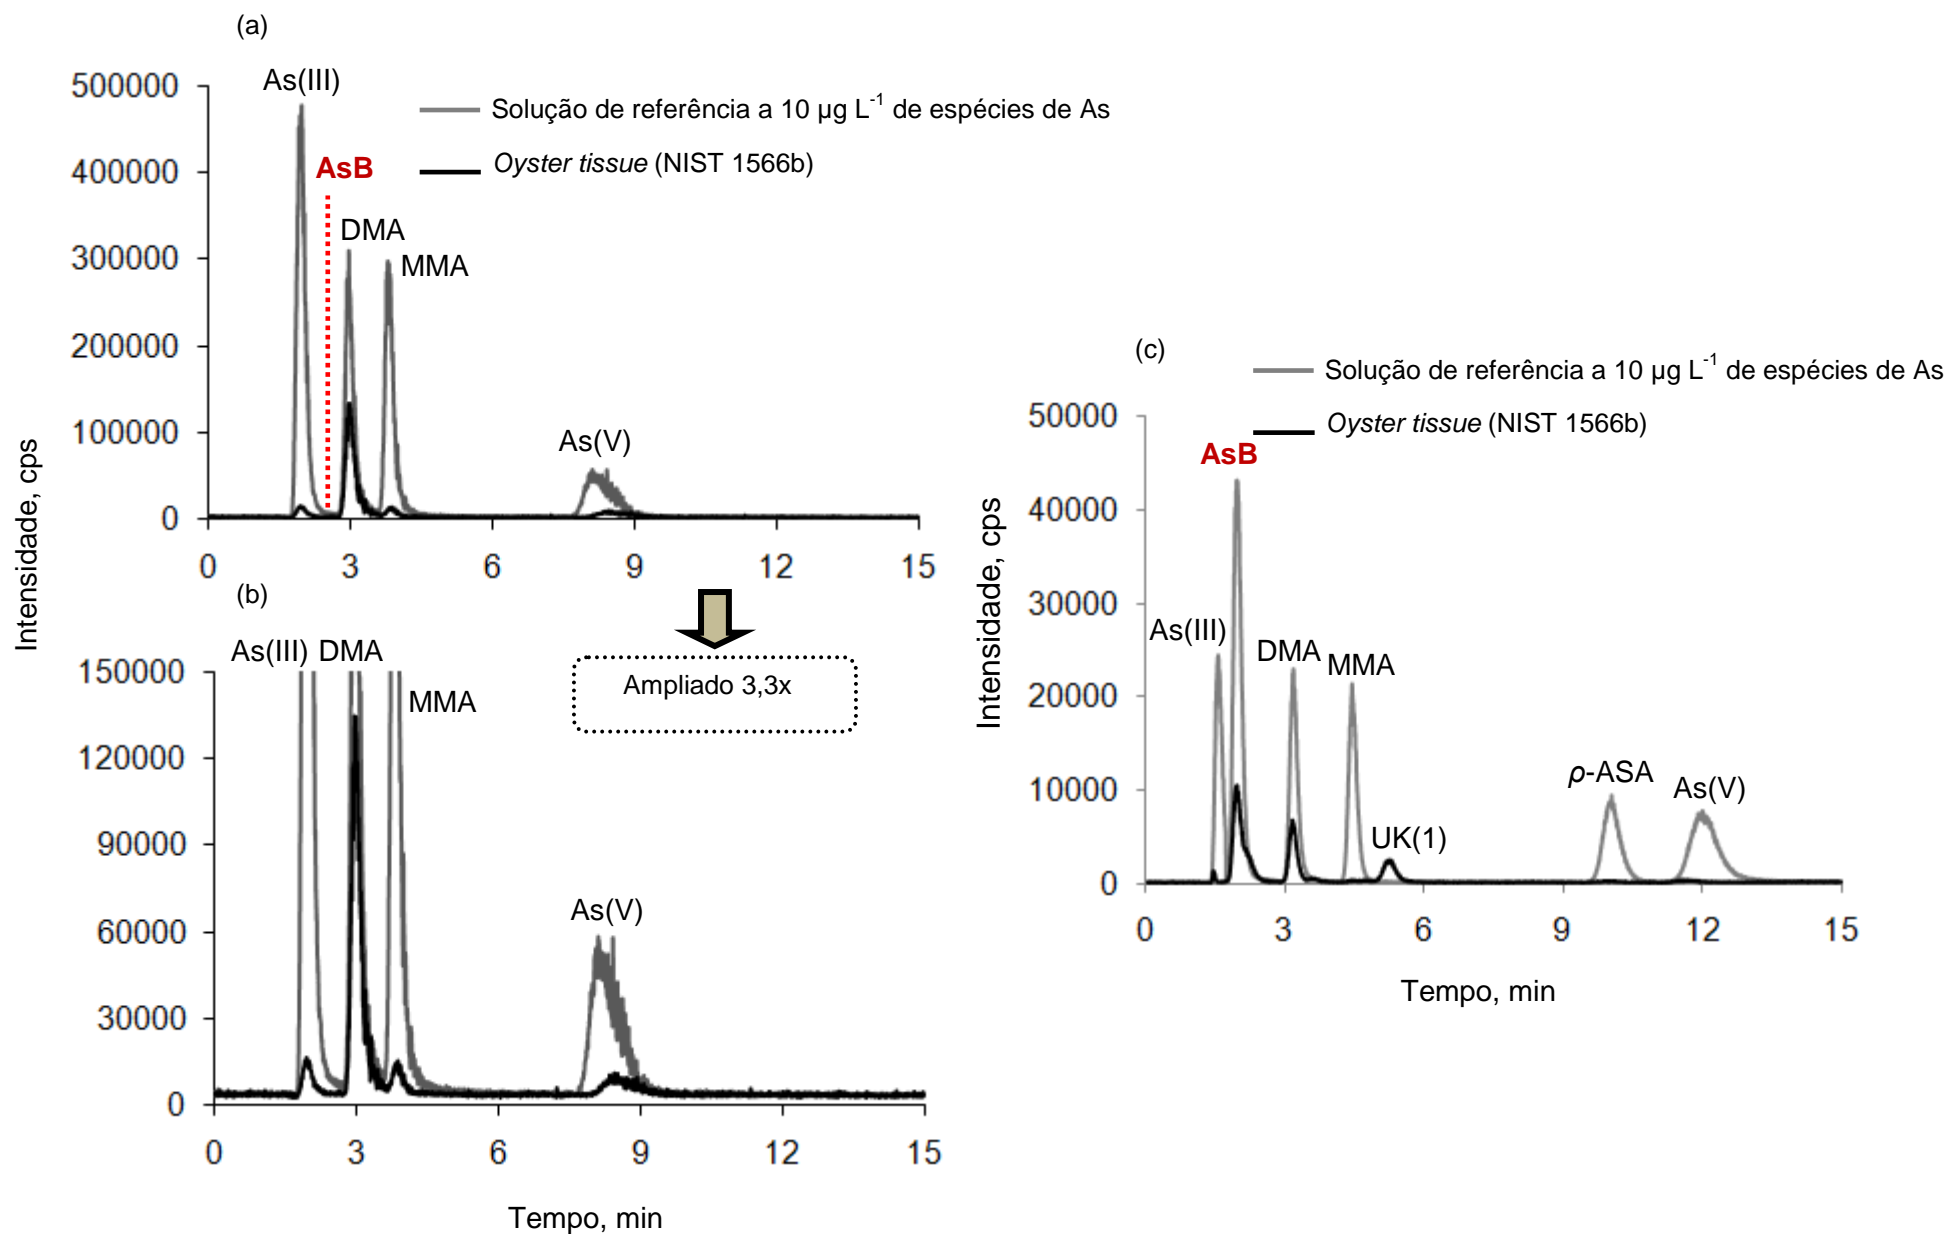 (a)
As(III)
AsB
DMA
MMA
As(V)
Solução de referência a 10 µg L-1 de espécies de As
Oyster tissue (NIST 1566b)
500000
400000
300000
200000
100000
0
0 3 6 9 12 15
Intensidade, cps
(b)
As(III) DMA
MMA
As(V)
Ampliado 3,3x
150000
120000
90000
60000
30000
0
0 3 6 9 12 15
Tempo, min
(c)
Solução de referência a 10 µg L-1 de espécies de As
Oyster tissue (NIST 1566b)
AsB
As(III)
DMA
MMA
UK(1)
ρ-ASA
As(V)
50000
40000
30000
20000
10000
0
0 3 6 9 12 15
Intensidade, cps
Tempo, min